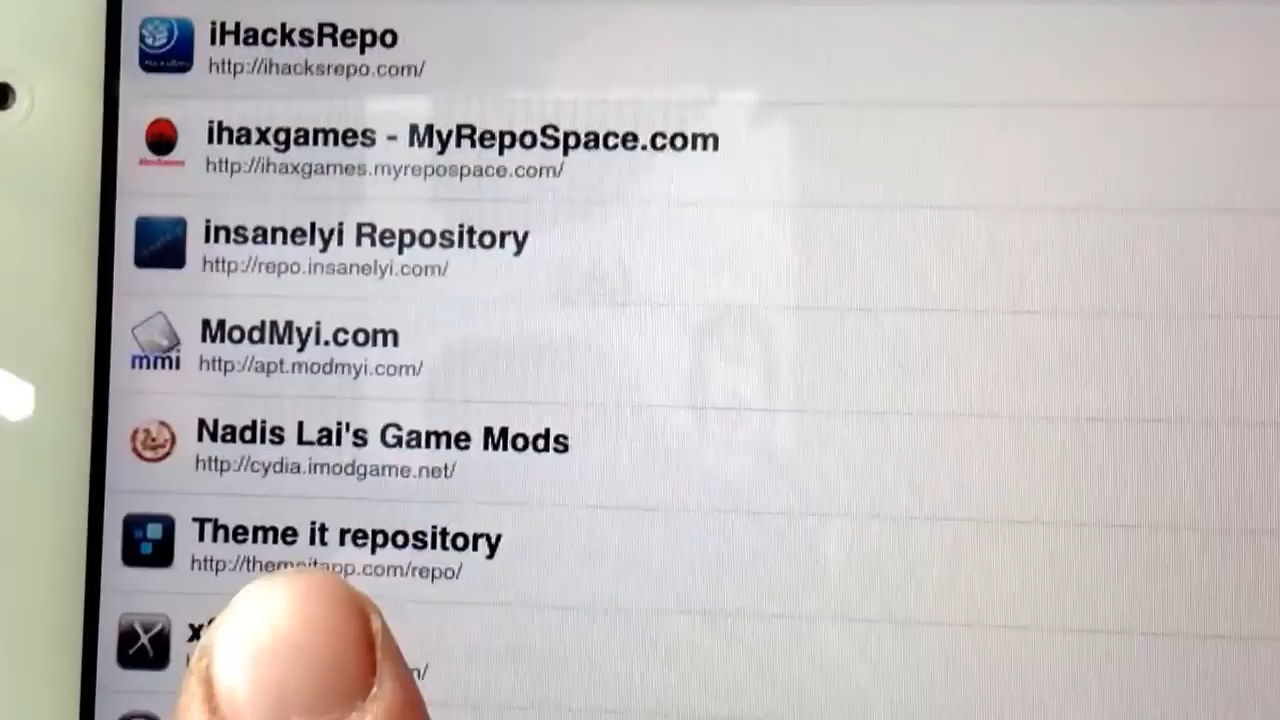 iHacksRepo
http://ihacksrepo.com/
ihaxgames - MyRepoSpace.com
http://ihaxgames.myrepospace.com/
insanelyi Repository
http://repo.insanelyi.com/
ModMyi.com
mmi
http://apt.modmyi.com/
Nadis Lai's Game Mods
http://cydia.imodgame.net/
Theme it repository
http://themeitapp.com/repo/
X